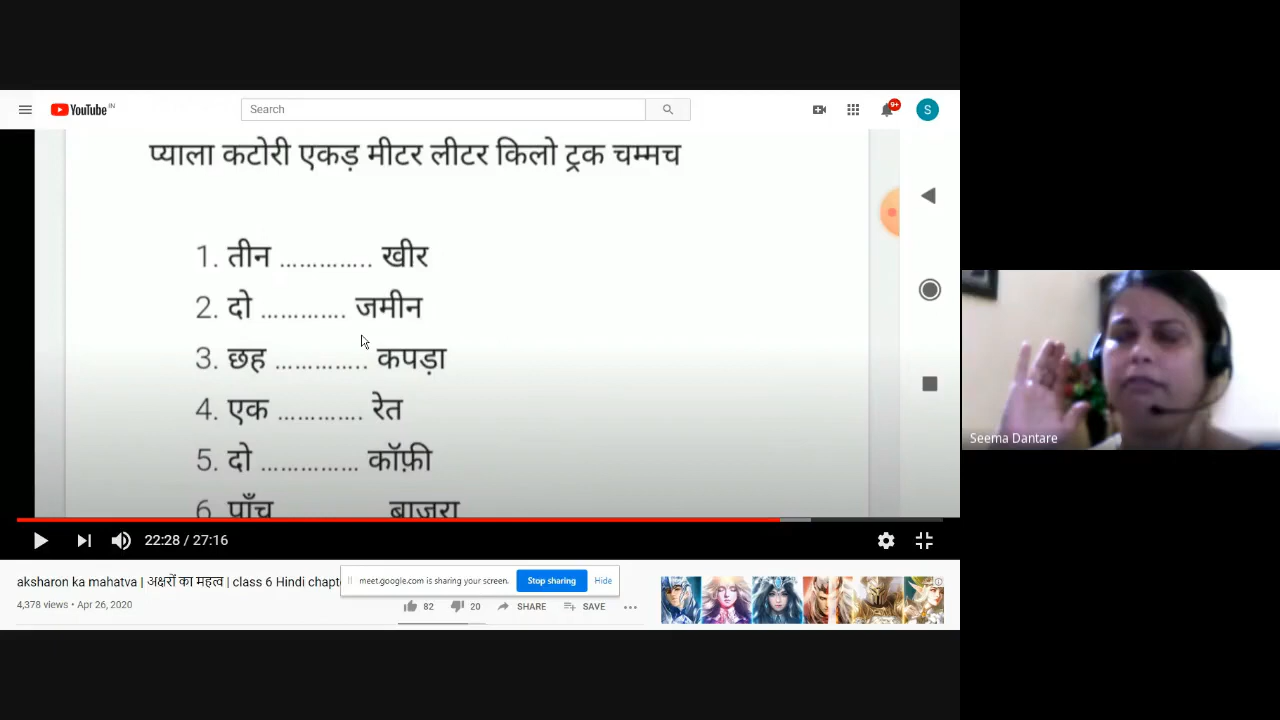 YouTube IN
Search
9+
S
प्याला कटोरी एकड़ मीटर लीटर किलो ट्रक चम्मच
1. तीन ………….. खीर
2. दो …………. जमीन
3. छह ………….. कपड़ा
4. एक …………. रेत
5. दो …………… कॉफ़ी
6 पाँच बाजरा
Seema Dantare
22:28 / 27:16
aksharon ka mahatva | अक्षरों का महत्व | class 6 Hindi chapt
meet.google.com is sharing your screen.
Stop sharing
Hide
4,378 views • Apr 26, 2020
82
20
SHARE
SAVE